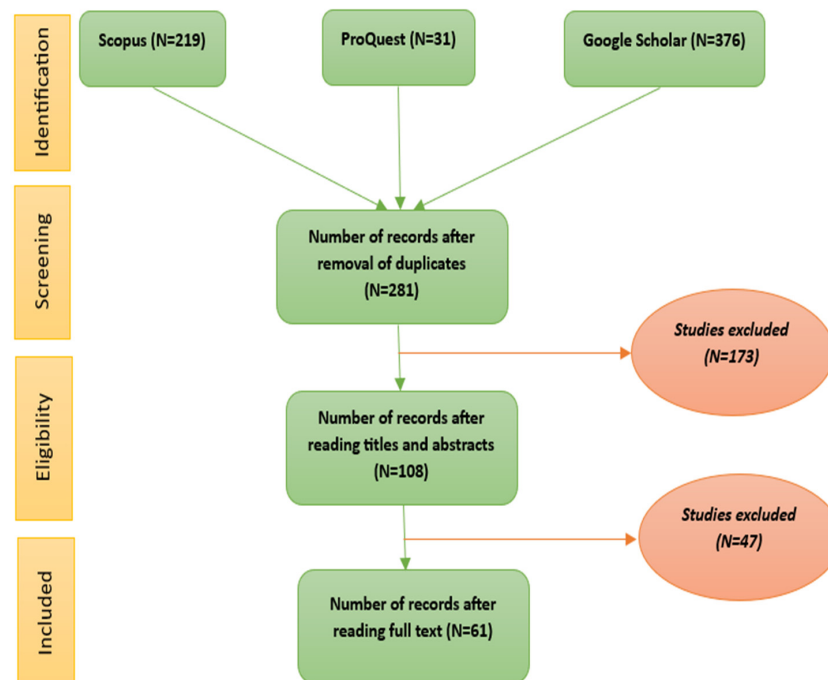 Identification
Scopus (N=219)
ProQuest (N=31)
Google Scholar (N=376)
Screening
Number of records after
removal of duplicates
(N=281)
Studies excluded
(N=173)
Eligibility
Number of records after
reading titles and abstracts
(N=108)
Studies excluded
(N=47)
Included
Number of records after
reading full text (N=61)